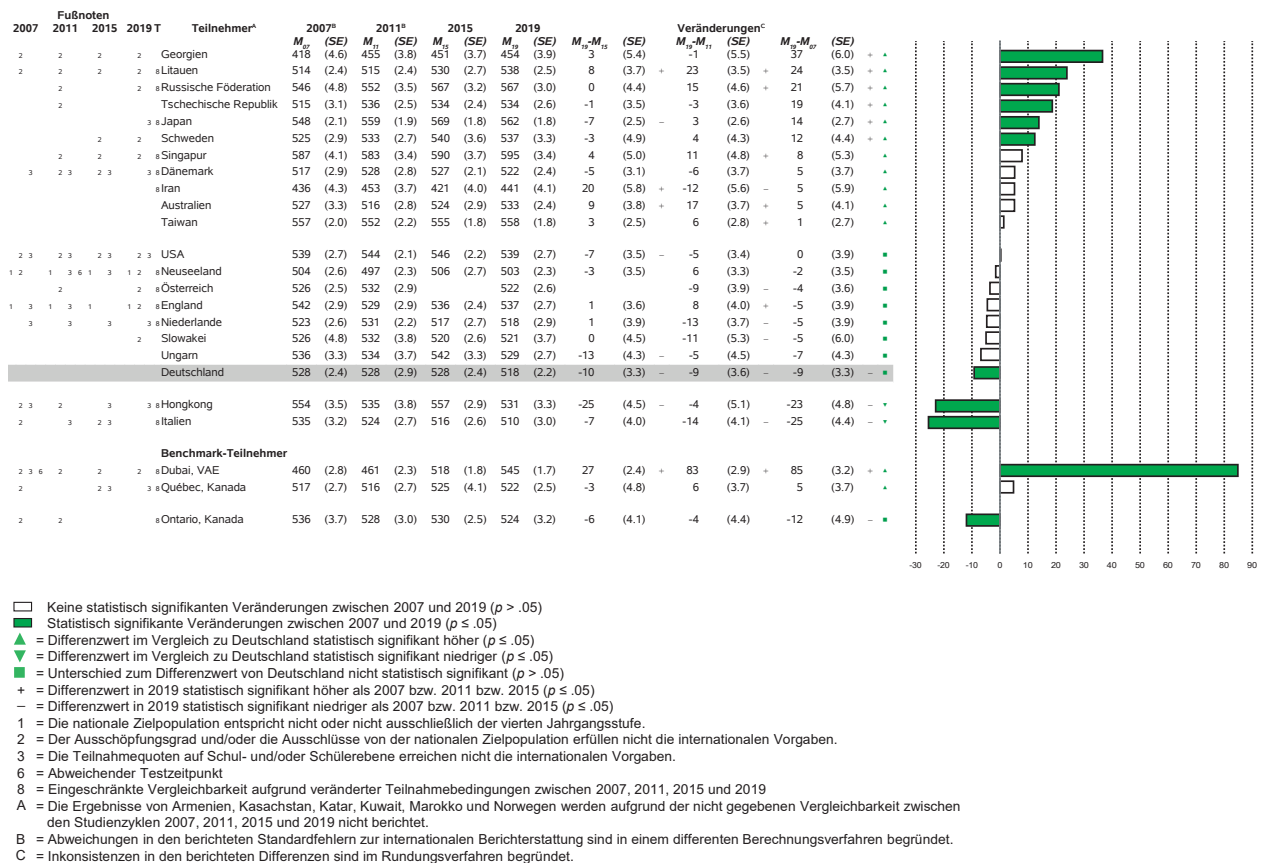 Fußnoten
2007 2011 2015 2019 T Teilnehmerᴬ 2007ᴮ 2011ᴮ 2015 2019 Veränderungenᶜ
M₀₇ (SE) M₁₁ (SE) M₁₅ (SE) M₁₉ (SE) M₁₉-M₁₅ (SE) M₁₉-M₁₁ (SE) M₁₉-M₀₇ (SE)
2 2 2 2 Georgien 418 (4.6) 455 (3.8) 451 (3.7) 454 (3.9) 3 (5.4) -1 (5.5) 37 (6.0) + ▲
2 2 2 2 8 Litauen 514 (2.4) 515 (2.4) 530 (2.7) 538 (2.5) 8 (3.7) + 23 (3.5) + 24 (3.5) + ▲
2 2 8 Russische Föderation 546 (4.8) 552 (3.5) 567 (3.2) 567 (3.0) 0 (4.4) 15 (4.6) + 21 (5.7) + ▲
2 Tschechische Republik 515 (3.1) 536 (2.5) 534 (2.4) 534 (2.6) -1 (3.5) -3 (3.6) 19 (4.1) + ▲
3 8 Japan 548 (2.1) 559 (1.9) 569 (1.8) 562 (1.8) -7 (2.5) – 3 (2.6) 14 (2.7) + ▲
2 2 Schweden 525 (2.9) 533 (2.7) 540 (3.6) 537 (3.3) -3 (4.9) 4 (4.3) 12 (4.4) + ▲
2 2 2 8 Singapur 587 (4.1) 583 (3.4) 590 (3.7) 595 (3.4) 4 (5.0) 11 (4.8) + 8 (5.3) ▲
3 2 3 2 3 3 8 Dänemark 517 (2.9) 528 (2.8) 527 (2.1) 522 (2.4) -5 (3.1) -6 (3.7) 5 (3.7) ▲
8 Iran 436 (4.3) 453 (3.7) 421 (4.0) 441 (4.1) 20 (5.8) + -12 (5.6) – 5 (5.9) ▲
Australien 527 (3.3) 516 (2.8) 524 (2.9) 533 (2.4) 9 (3.8) + 17 (3.7) + 5 (4.1) ▲
Taiwan 557 (2.0) 552 (2.2) 555 (1.8) 558 (1.8) 3 (2.5) 6 (2.8) + 1 (2.7) ▲
2 3 2 3 2 3 2 3 USA 539 (2.7) 544 (2.1) 546 (2.2) 539 (2.7) -7 (3.5) – -5 (3.4) 0 (3.9) ■
1 2 1 3 6 1 3 1 2 8 Neuseeland 504 (2.6) 497 (2.3) 506 (2.7) 503 (2.3) -3 (3.5) 6 (3.3) -2 (3.5) ■
2 2 8 Österreich 526 (2.5) 532 (2.9) 522 (2.6) -9 (3.9) – -4 (3.6) ■
1 3 1 3 1 1 2 8 England 542 (2.9) 529 (2.9) 536 (2.4) 537 (2.7) 1 (3.6) 8 (4.0) + -5 (3.9) ■
3 3 3 3 8 Niederlande 523 (2.6) 531 (2.2) 517 (2.7) 518 (2.9) 1 (3.9) -13 (3.7) – -5 (3.9) ■
2 Slowakei 526 (4.8) 532 (3.8) 520 (2.6) 521 (3.7) 0 (4.5) -11 (5.3) – -5 (6.0) ■
Ungarn 536 (3.3) 534 (3.7) 542 (3.3) 529 (2.7) -13 (4.3) – -5 (4.5) -7 (4.3) ■
Deutschland 528 (2.4) 528 (2.9) 528 (2.4) 518 (2.2) -10 (3.3) – -9 (3.6) – -9 (3.3) – ■
2 3 2 3 3 8 Hongkong 554 (3.5) 535 (3.8) 557 (2.9) 531 (3.3) -25 (4.5) – -4 (5.1) -23 (4.8) – ▼
2 3 2 3 8 Italien 535 (3.2) 524 (2.7) 516 (2.6) 510 (3.0) -7 (4.0) -14 (4.1) – -25 (4.4) – ▼
Benchmark-Teilnehmer
2 3 6 2 2 2 8 Dubai, VAE 460 (2.8) 461 (2.3) 518 (1.8) 545 (1.7) 27 (2.4) + 83 (2.9) + 85 (3.2) + ▲
2 2 3 3 8 Québec, Kanada 517 (2.7) 516 (2.7) 525 (4.1) 522 (2.5) -3 (4.8) 6 (3.7) 5 (3.7) ▲
2 2 8 Ontario, Kanada 536 (3.7) 528 (3.0) 530 (2.5) 524 (3.2) -6 (4.1) -4 (4.4) -12 (4.9) – ■
-30 -20 -10 0 10 20 30 40 50 60 70 80 90
Keine statistisch signifikanten Veränderungen zwischen 2007 und 2019 (p > .05)
Statistisch signifikante Veränderungen zwischen 2007 und 2019 (p ≤ .05)
▲ = Differenzwert im Vergleich zu Deutschland statistisch signifikant höher (p ≤ .05)
▼ = Differenzwert im Vergleich zu Deutschland statistisch signifikant niedriger (p ≤ .05)
■ = Unterschied zum Differenzwert von Deutschland nicht statistisch signifikant (p > .05)
+ = Differenzwert in 2019 statistisch signifikant höher als 2007 bzw. 2011 bzw. 2015 (p ≤ .05)
– = Differenzwert in 2019 statistisch signifikant niedriger als 2007 bzw. 2011 bzw. 2015 (p ≤ .05)
1 = Die nationale Zielpopulation entspricht nicht oder nicht ausschließlich der vierten Jahrgangsstufe.
2 = Der Ausschöpfungsgrad und/oder die Ausschlüsse von der nationalen Zielpopulation erfüllen nicht die internationalen Vorgaben.
3 = Die Teilnahmequoten auf Schul- und/oder Schülerebene erreichen nicht die internationalen Vorgaben.
6 = Abweichender Testzeitpunkt
8 = Eingeschränkte Vergleichbarkeit aufgrund veränderter Teilnahmebedingungen zwischen 2007, 2011, 2015 und 2019
A = Die Ergebnisse von Armenien, Kasachstan, Katar, Kuwait, Marokko und Norwegen werden aufgrund der nicht gegebenen Vergleichbarkeit zwischen
den Studienzyklen 2007, 2011, 2015 und 2019 nicht berichtet.
B = Abweichungen in den berichteten Standardfehlern zur internationalen Berichterstattung sind in einem differenten Berechnungsverfahren begründet.
C = Inkonsistenzen in den berichteten Differenzen sind im Rundungsverfahren begründet.